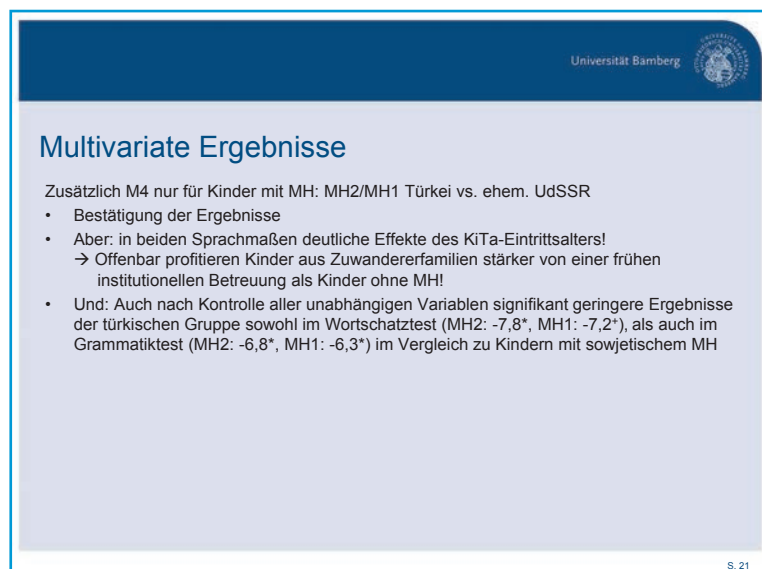 Universität Bamberg
Multivariate Ergebnisse
Zusätzlich M4 nur für Kinder mit MH: MH2/MH1 Türkei vs. ehem. UdSSR
• Bestätigung der Ergebnisse
• Aber: in beiden Sprachmaßen deutliche Effekte des KiTa-Eintrittsalters!
→ Offenbar profitieren Kinder aus Zuwandererfamilien stärker von einer frühen
institutionellen Betreuung als Kinder ohne MH!
• Und: Auch nach Kontrolle aller unabhängigen Variablen signifikant geringere Ergebnisse
der türkischen Gruppe sowohl im Wortschatztest (MH2: -7,8*, MH1: -7,2⁺), als auch im
Grammatiktest (MH2: -6,8*, MH1: -6,3*) im Vergleich zu Kindern mit sowjetischem MH
S. 21